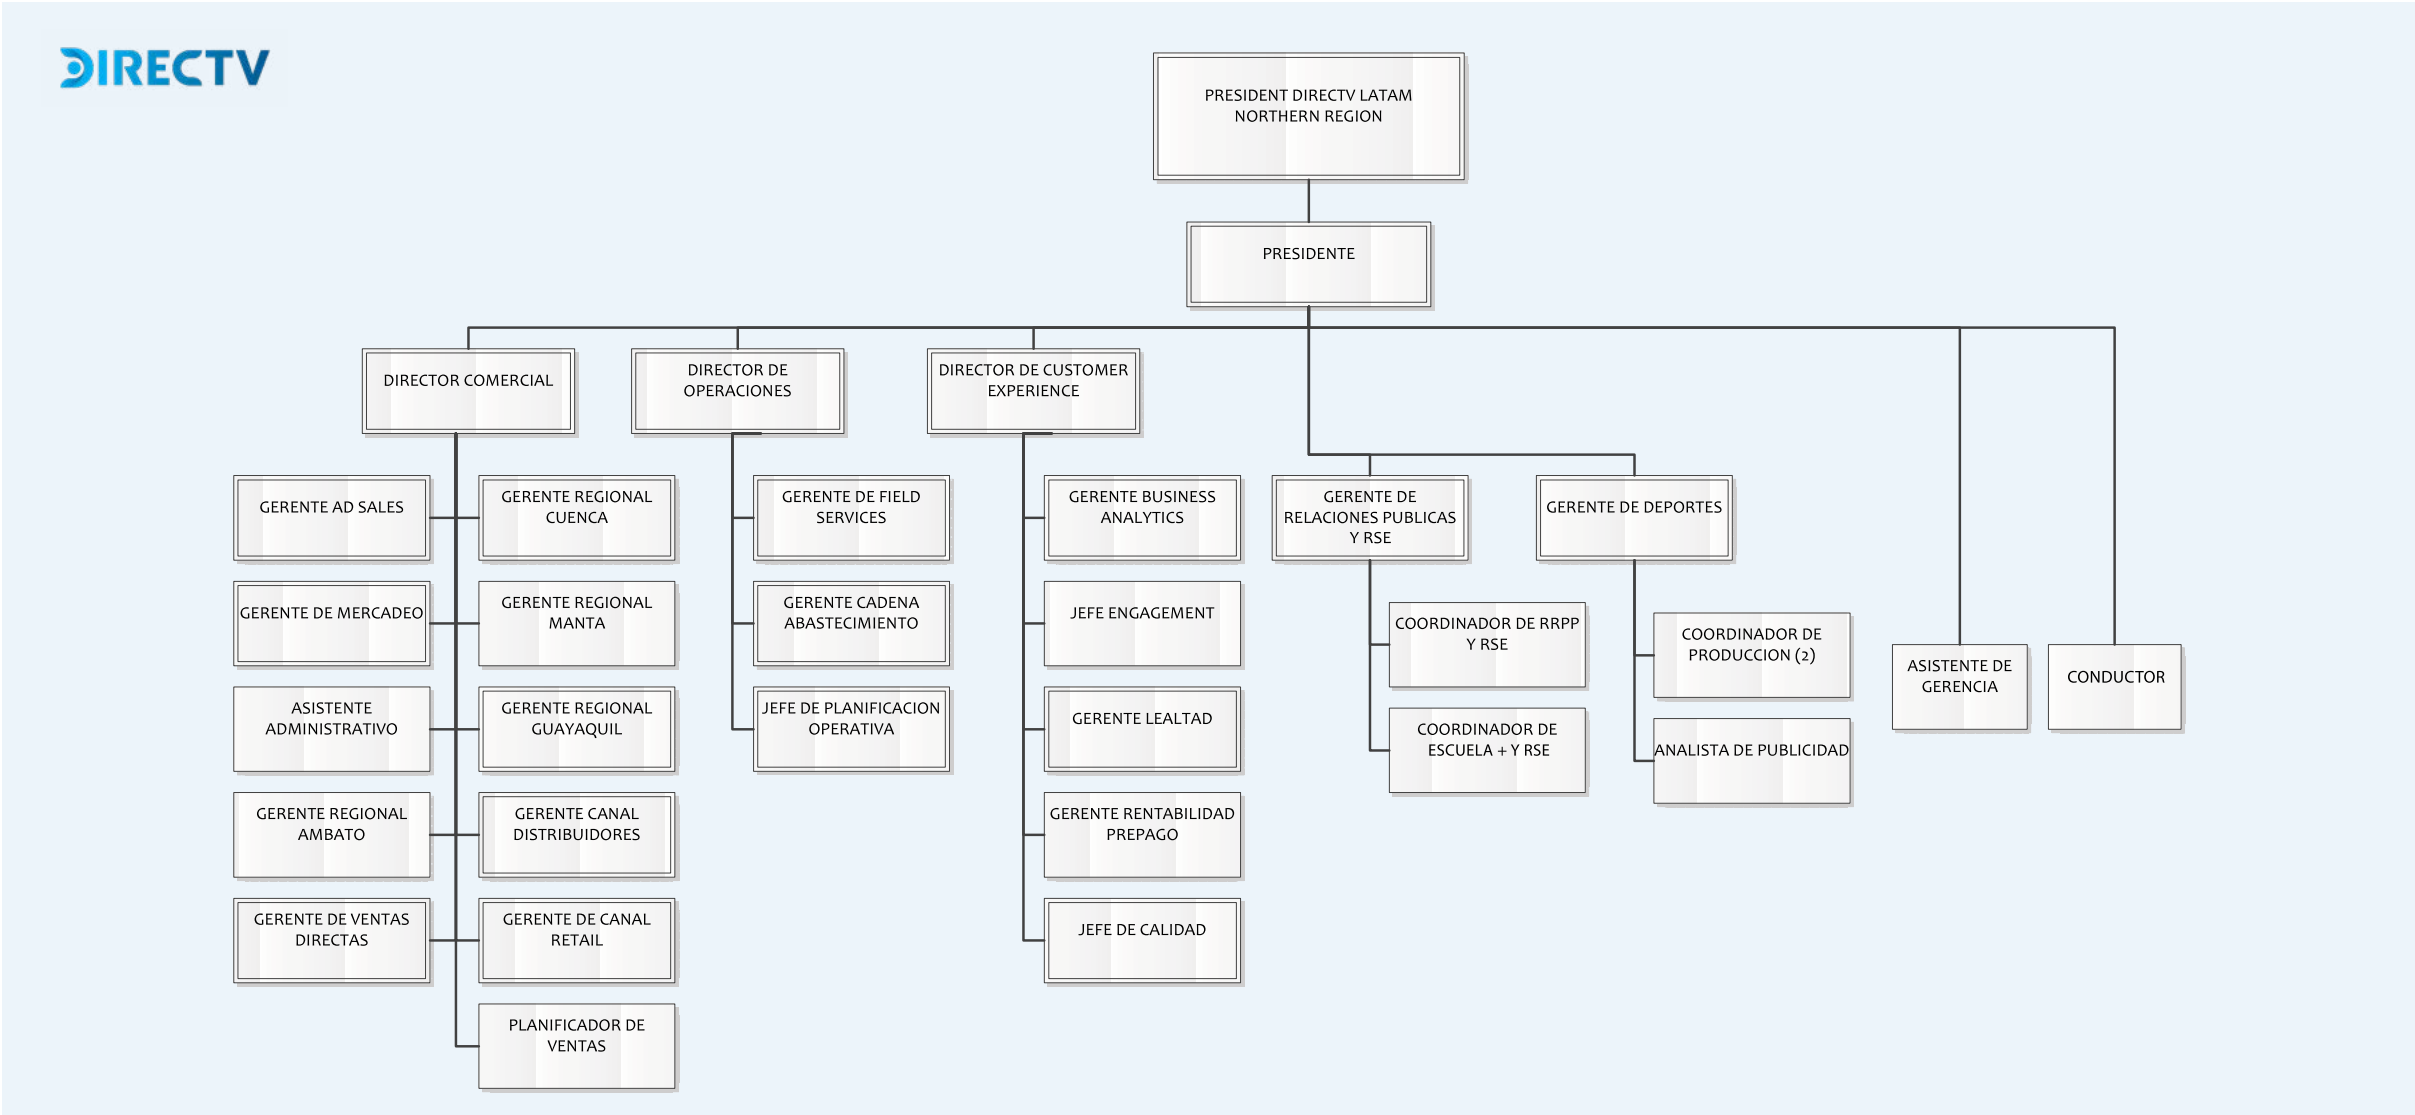 DIRECTV
PRESIDENT DIRECTV LATAM
NORTHERN REGION
PRESIDENTE
DIRECTOR COMERCIAL
DIRECTOR DE
OPERACIONES
DIRECTOR DE CUSTOMER
EXPERIENCE
GERENTE AD SALES
GERENTE REGIONAL
CUENCA
GERENTE DE MERCADEO
GERENTE REGIONAL
MANTA
ASISTENTE
ADMINISTRATIVO
GERENTE REGIONAL
GUAYAQUIL
GERENTE REGIONAL
AMBATO
GERENTE CANAL
DISTRIBUIDORES
GERENTE DE VENTAS
DIRECTAS
GERENTE DE CANAL
RETAIL
PLANIFICADOR DE
VENTAS
GERENTE DE FIELD
SERVICES
GERENTE CADENA
ABASTECIMIENTO
JEFE DE PLANIFICACION
OPERATIVA
GERENTE BUSINESS
ANALYTICS
JEFE ENGAGEMENT
GERENTE LEALTAD
GERENTE RENTABILIDAD
PREPAGO
JEFE DE CALIDAD
GERENTE DE
RELACIONES PUBLICAS
Y RSE
COORDINADOR DE RRPP
Y RSE
COORDINADOR DE
ESCUELA + Y RSE
GERENTE DE DEPORTES
COORDINADOR DE
PRODUCCION (2)
ANALISTA DE PUBLICIDAD
ASISTENTE DE
GERENCIA
CONDUCTOR